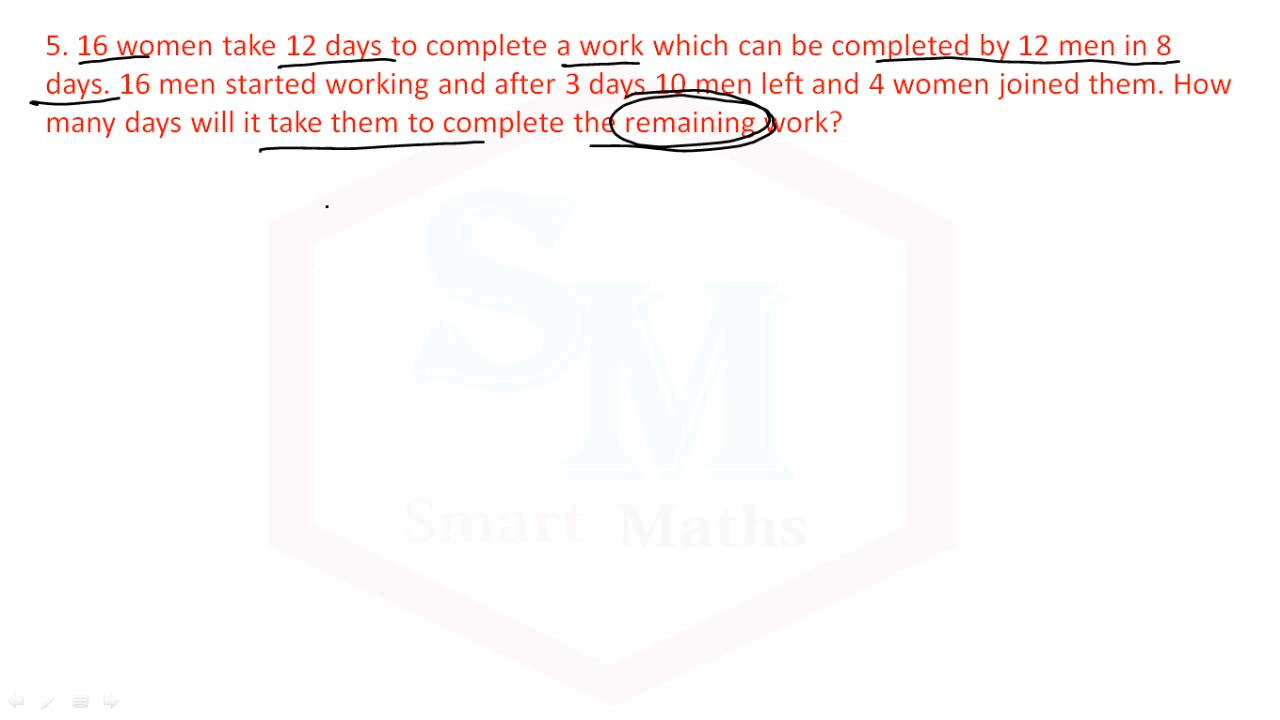 5. 16 women take 12 days to complete a work which can be completed by 12 men in 8
days. 16 men started working and after 3 days 10 men left and 4 women joined them. How
many days will it take them to complete the remaining work?
SM
Smart Maths